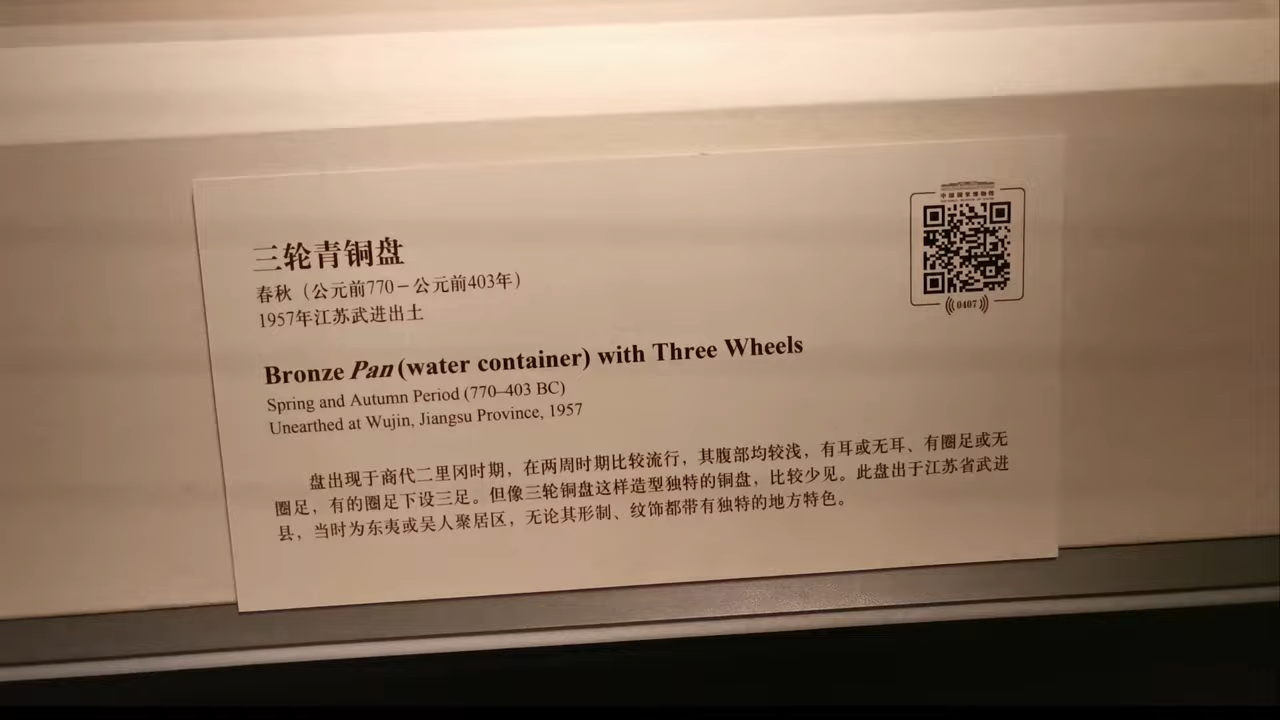 中国国家博物馆
0407
三轮青铜盘
春秋（公元前770－公元前403年）
1957年江苏武进出土
Bronze Pan (water container) with Three Wheels
Spring and Autumn Period (770–403 BC)
Unearthed at Wujin, Jiangsu Province, 1957
盘出现于商代二里冈时期，在两周时期比较流行，其腹部均较浅，有耳或无耳、有圈足或无
圈足，有的圈足下设三足。但像三轮铜盘这样造型独特的铜盘，比较少见。此盘出于江苏省武进
县，当时为东夷或吴人聚居区，无论其形制、纹饰都带有独特的地方特色。